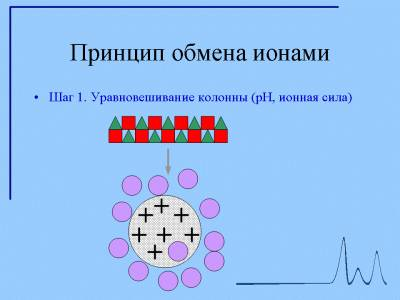 Принцип обмена ионами
• Шаг 1. Уравновешивание колонны (pH, ионная сила)